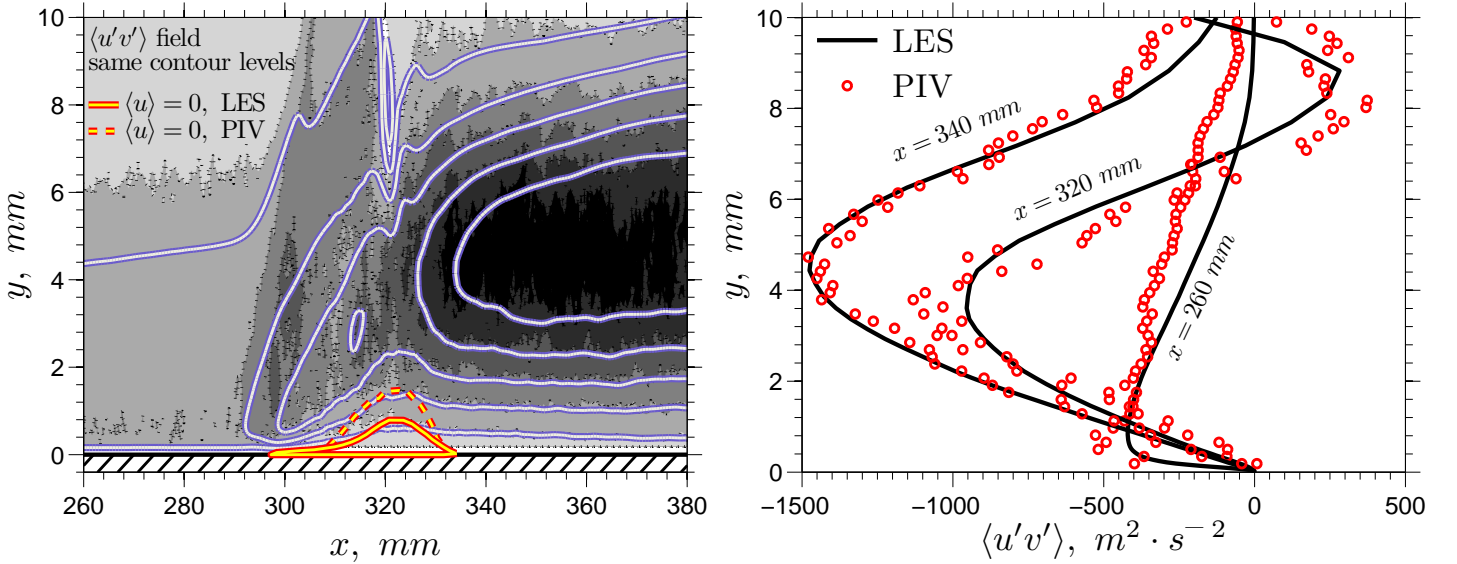 ⟨u′v′⟩ field
same contour levels
⟨u⟩ = 0, LES
⟨u⟩ = 0, PIV
10
8
6
4
2
0
y, mm
260 280 300 320 340 360 380
x, mm
LES
PIV
x = 340 mm
x = 320 mm
x = 260 mm
10
8
6
4
2
0
y, mm
−1500 −1000 −500 0 500
⟨u′v′⟩, m² · s⁻²